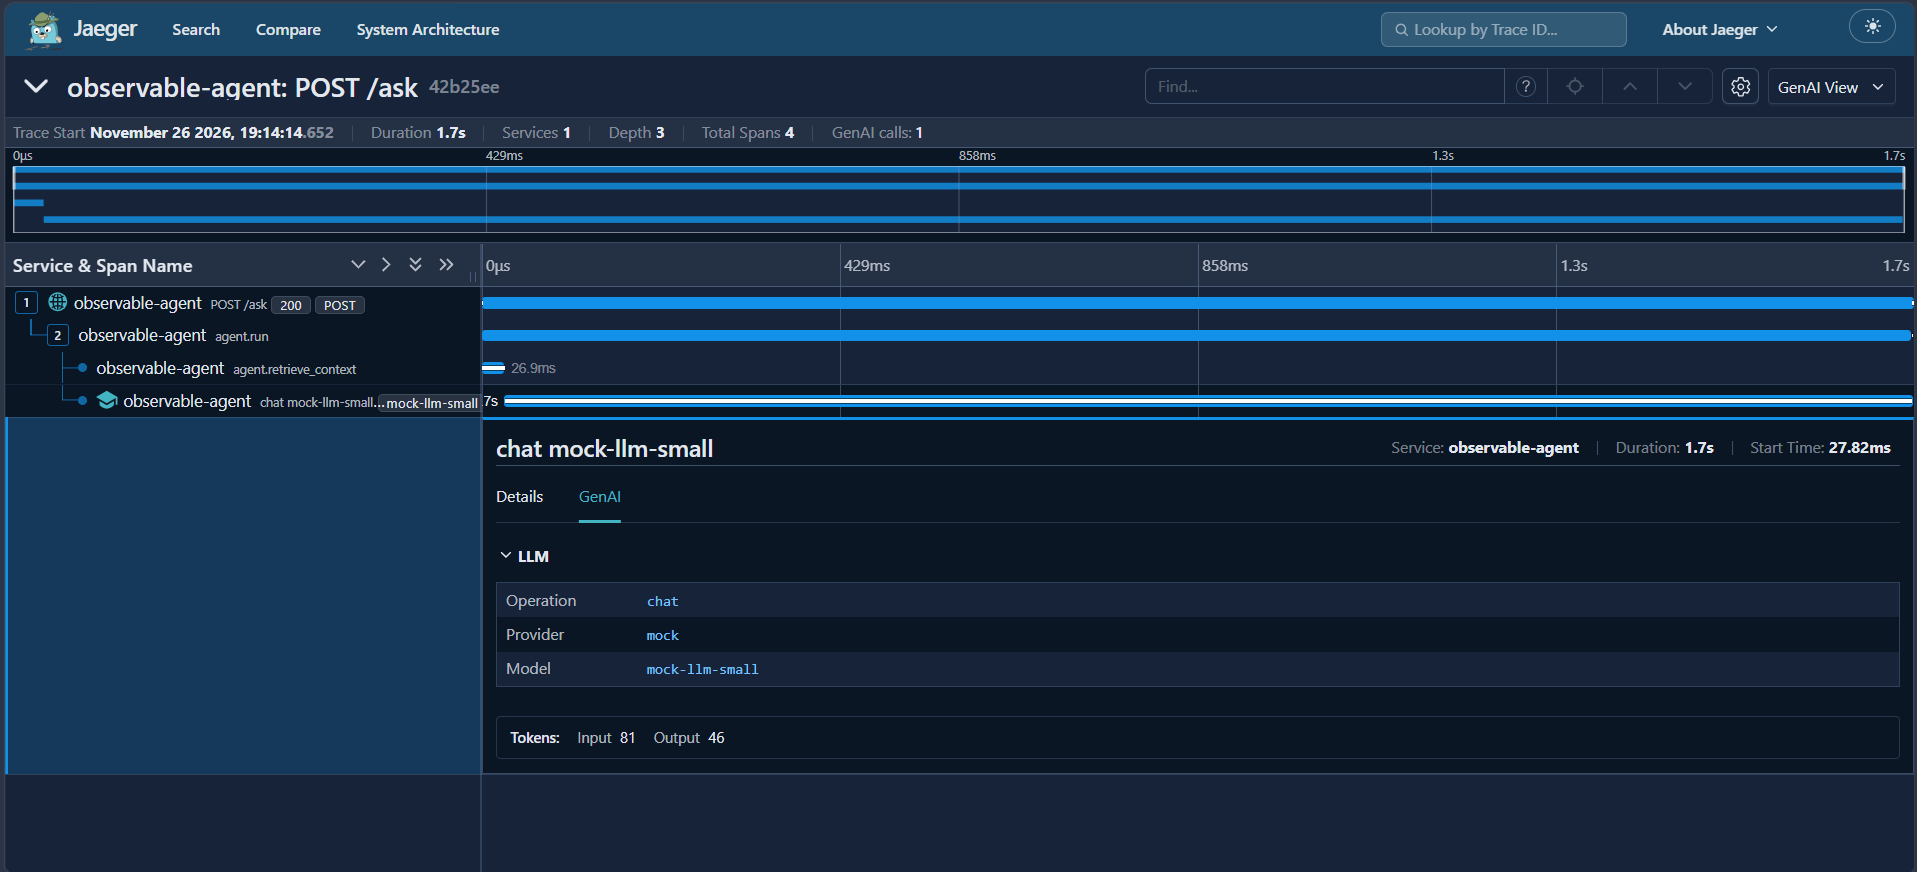 Jaeger Search Compare System Architecture Lookup by Trace ID... About Jaeger
observable-agent: POST /ask 42b25ee Find... ? GenAI View
Trace Start November 26 2026, 19:14:14.652 Duration 1.7s Services 1 Depth 3 Total Spans 4 GenAI calls: 1
0μs 429ms 858ms 1.3s 1.7s
Service & Span Name 0μs 429ms 858ms 1.3s 1.7s
1 observable-agent POST /ask 200 POST
2 observable-agent agent.run
observable-agent agent.retrieve_context 26.9ms
observable-agent chat mock-llm-small... mock-llm-small 7s
chat mock-llm-small Service: observable-agent Duration: 1.7s Start Time: 27.82ms
Details GenAI
LLM
Operation chat
Provider mock
Model mock-llm-small
Tokens: Input 81 Output 46